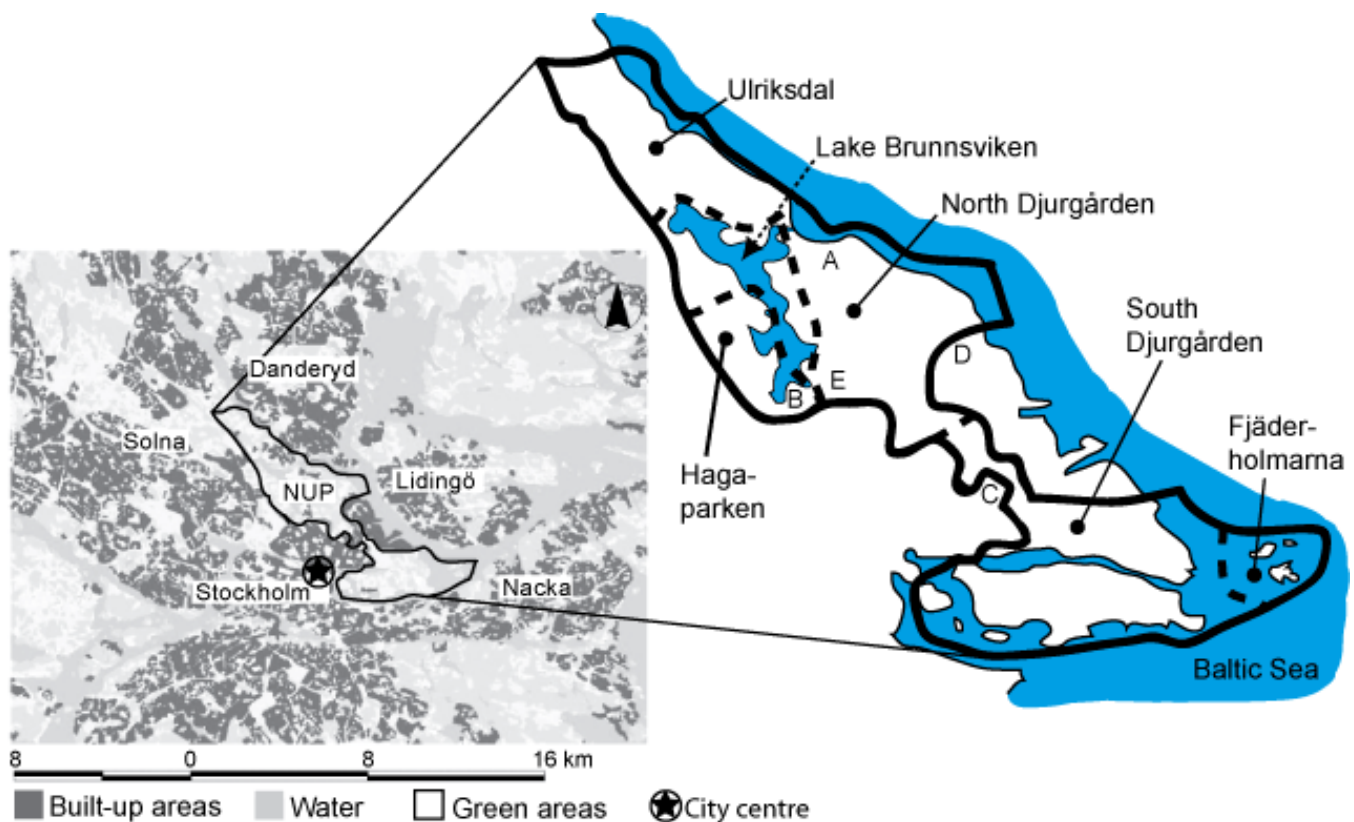 Ulriksdal
Lake Brunnsviken
North Djurgården
A
South
Djurgården
D
E
B
Fjäder-
holmarna
Haga-
parken
C
Baltic Sea
Danderyd
Solna
NUP
Lidingö
Stockholm
Nacka
8 0 8 16 km
Built-up areas Water Green areas City centre